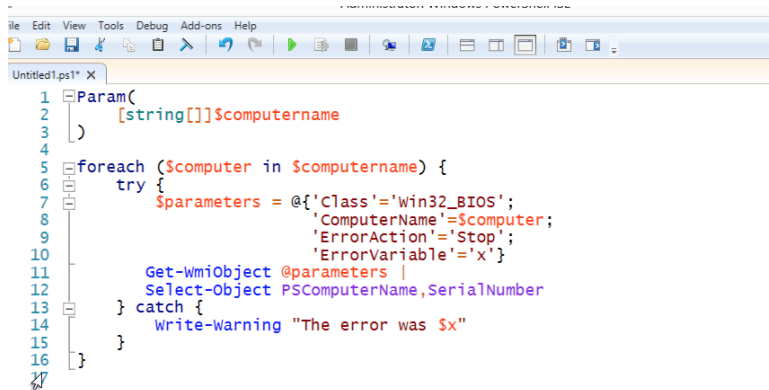 File Edit View Tools Debug Add-ons Help
Untitled1.ps1* X
1 Param(
2 [string[]]$computername
3 )
4
5 foreach ($computer in $computername) {
6 try {
7 $parameters = @{'Class'='Win32_BIOS';
8 'ComputerName'=$computer;
9 'ErrorAction'='Stop';
10 'ErrorVariable'='x'}
11 Get-WmiObject @parameters |
12 Select-Object PSComputerName,SerialNumber
13 } catch {
14 Write-Warning "The error was $x"
15 }
16 }
17